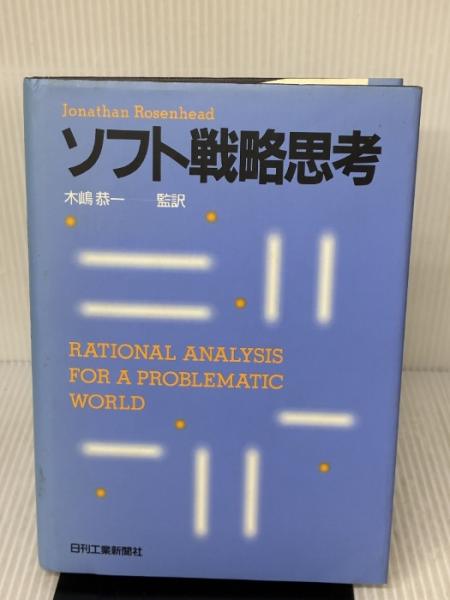 Jonathan Rosenhead
ソフト戦略思考
木嶋恭一 監訳
RATIONAL ANALYSIS
FOR A PROBLEMATIC
WORLD
日刊工業新聞社